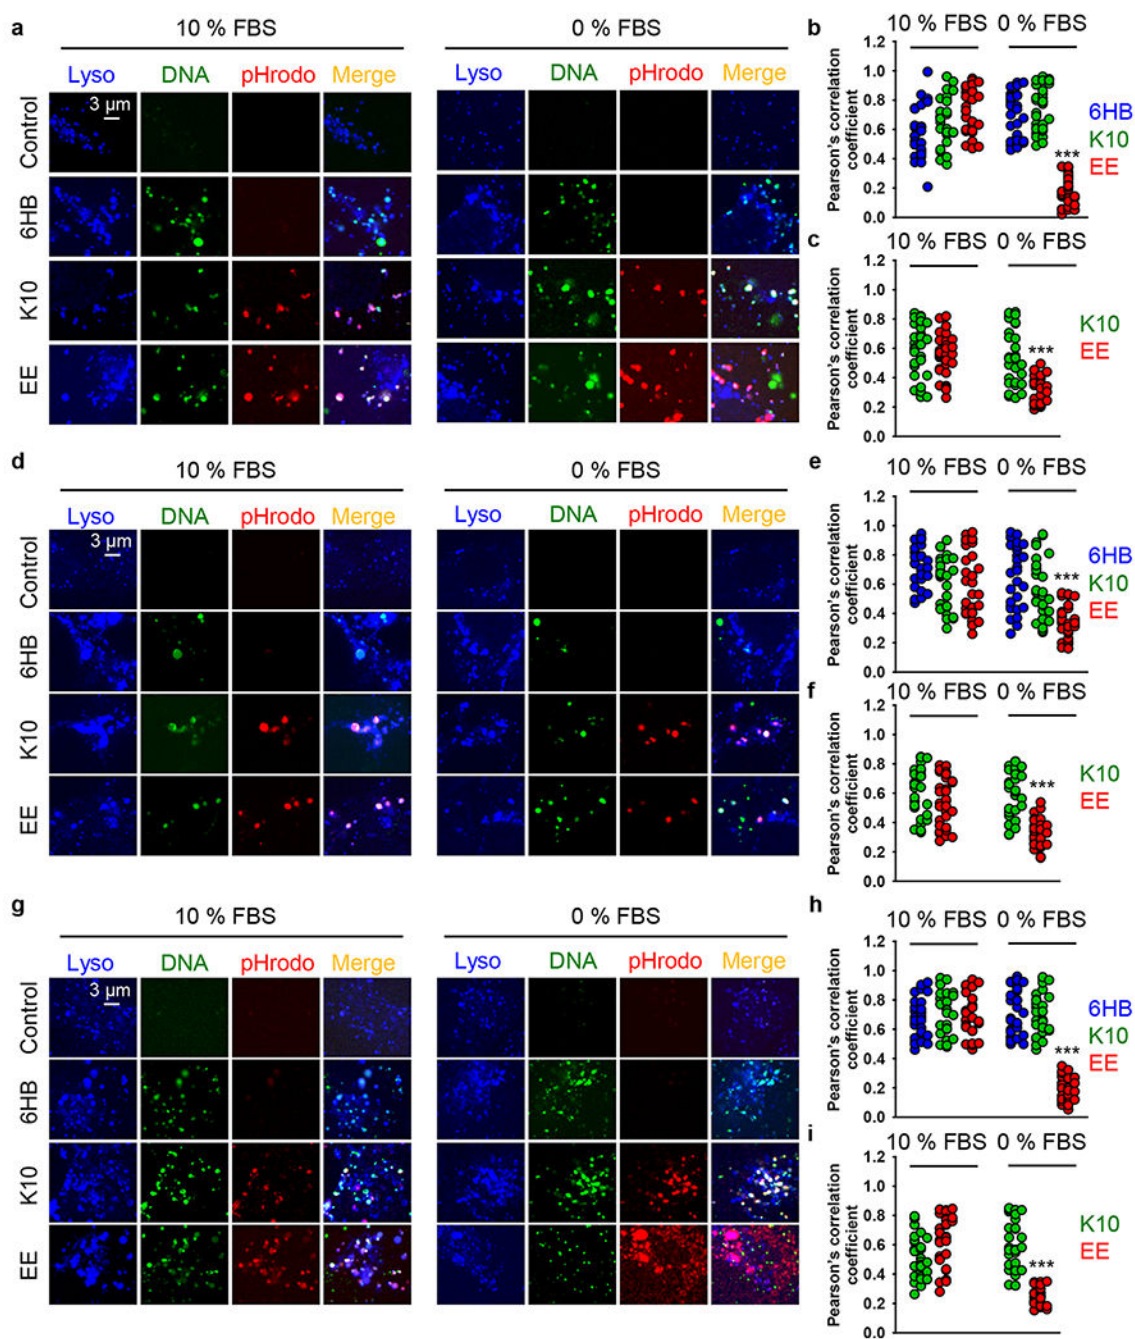 a
10 % FBS
0 % FBS
Lyso DNA pHrodo Merge
Lyso DNA pHrodo Merge
3 µm
Control
6HB
K10
EE
b
10 % FBS 0 % FBS
Pearson's correlation
coefficient
1.2
1.0
0.8
0.6
0.4
0.2
0.0
***
6HB
K10
EE
c
10 % FBS 0 % FBS
Pearson's correlation
coefficient
1.2
1.0
0.8
0.6
0.4
0.2
0.0
***
K10
EE
d
10 % FBS
0 % FBS
Lyso DNA pHrodo Merge
Lyso DNA pHrodo Merge
3 µm
Control
6HB
K10
EE
e
10 % FBS 0 % FBS
Pearson's correlation
coefficient
1.2
1.0
0.8
0.6
0.4
0.2
0.0
***
6HB
K10
EE
f
10 % FBS 0 % FBS
Pearson's correlation
coefficient
1.2
1.0
0.8
0.6
0.4
0.2
0.0
***
K10
EE
g
10 % FBS
0 % FBS
Lyso DNA pHrodo Merge
Lyso DNA pHrodo Merge
3 µm
Control
6HB
K10
EE
h
10 % FBS 0 % FBS
Pearson's correlation
coefficient
1.2
1.0
0.8
0.6
0.4
0.2
0.0
***
6HB
K10
EE
i
10 % FBS 0 % FBS
Pearson's correlation
coefficient
1.2
1.0
0.8
0.6
0.4
0.2
0.0
***
K10
EE